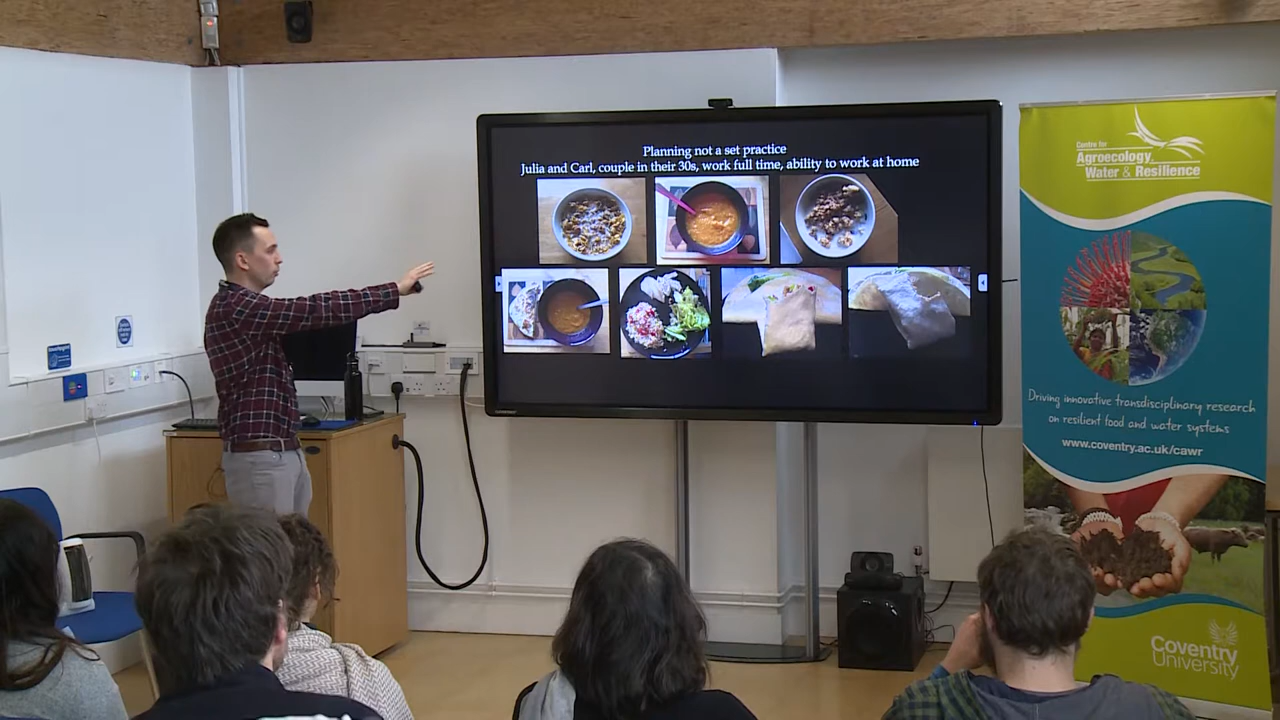 Planning not a set practice
Julia and Carl, couple in their 30s, work full time, ability to work at home
Centre for
Agroecology,
Water & Resilience
Driving innovative transdisciplinary research
on resilient food and water systems
www.coventry.ac.uk/cawr
Coventry
University